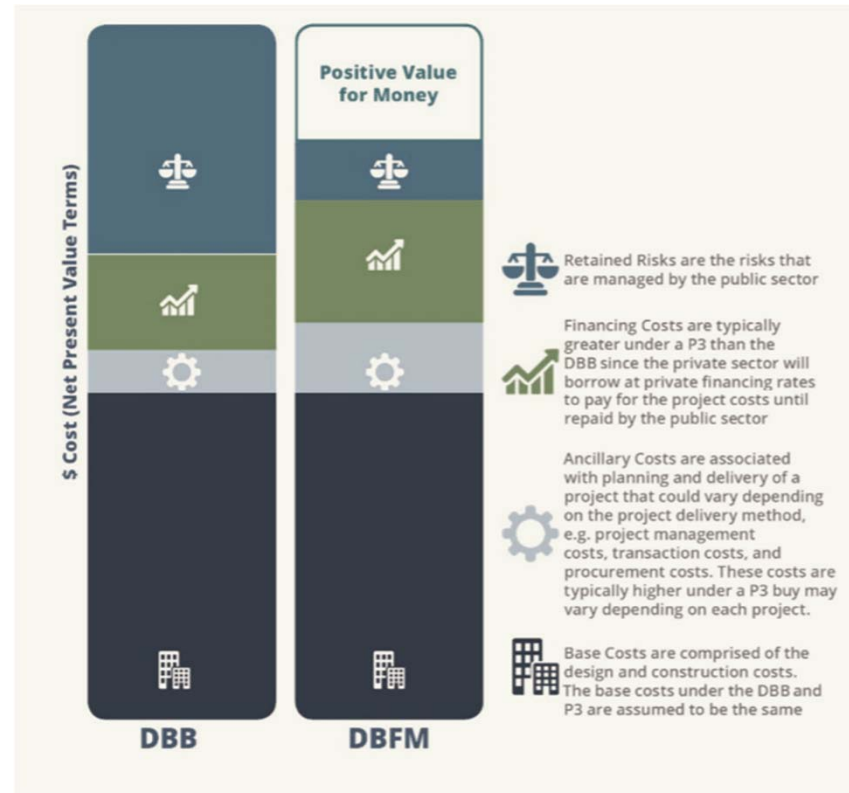 Positive Value
for Money
$ Cost (Net Present Value Terms)
Retained Risks are the risks that
are managed by the public sector
Financing Costs are typically
greater under a P3 than the
DBB since the private sector will
borrow at private financing rates
to pay for the project costs until
repaid by the public sector
Ancillary Costs are associated
with planning and delivery of a
project that could vary depending
on the project delivery method,
e.g. project management
costs, transaction costs, and
procurement costs. These costs are
typically higher under a P3 buy may
vary depending on each project.
Base Costs are comprised of the
design and construction costs.
The base costs under the DBB and
P3 are assumed to be the same
DBB
DBFM